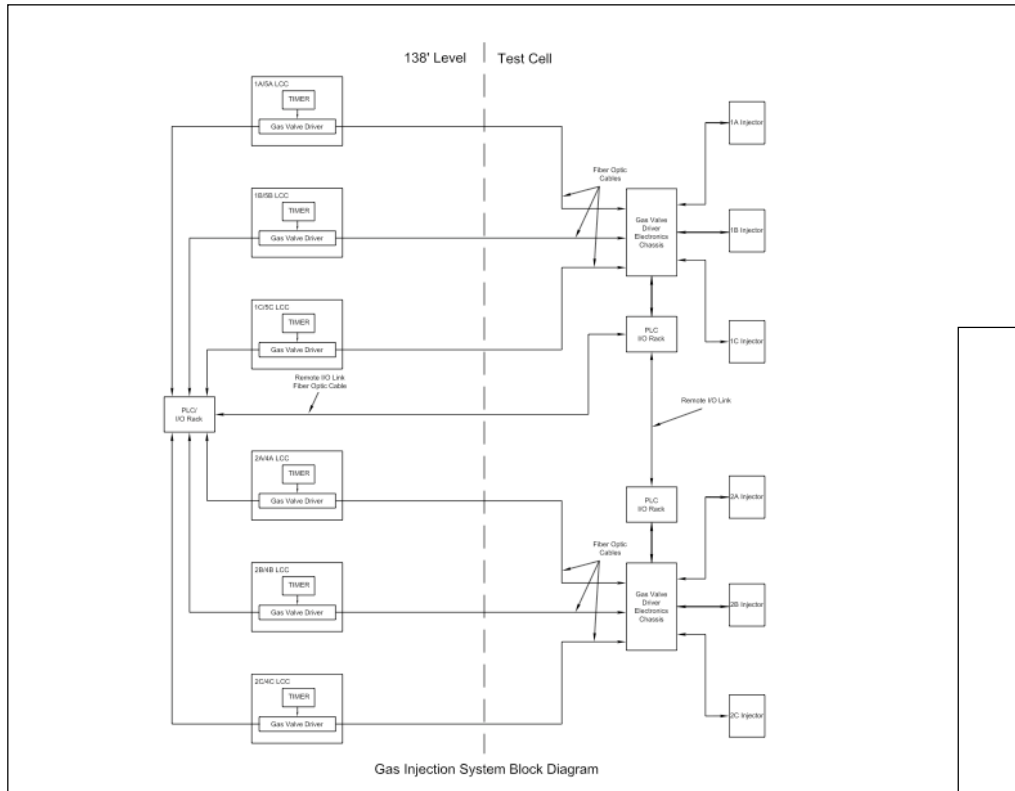 138' Level
Test Cell
1A/5A LCC
TIMER
Gas Valve Driver
1A Injector
Fiber Optic
Cables
1B/5B LCC
TIMER
Gas Valve Driver
Gas Valve
Driver
Electronics
Chassis
1B Injector
1C/5C LCC
TIMER
Gas Valve Driver
PLC
I/O Rack
1C Injector
Remote I/O Link
Fiber Optic Cable
PLC/
I/O Rack
Remote I/O Link
2A/4A LCC
TIMER
Gas Valve Driver
PLC
I/O Rack
2A Injector
Fiber Optic
Cables
2B/4B LCC
TIMER
Gas Valve Driver
Gas Valve
Driver
Electronics
Chassis
2B Injector
2C/4C LCC
TIMER
Gas Valve Driver
2C Injector
Gas Injection System Block Diagram